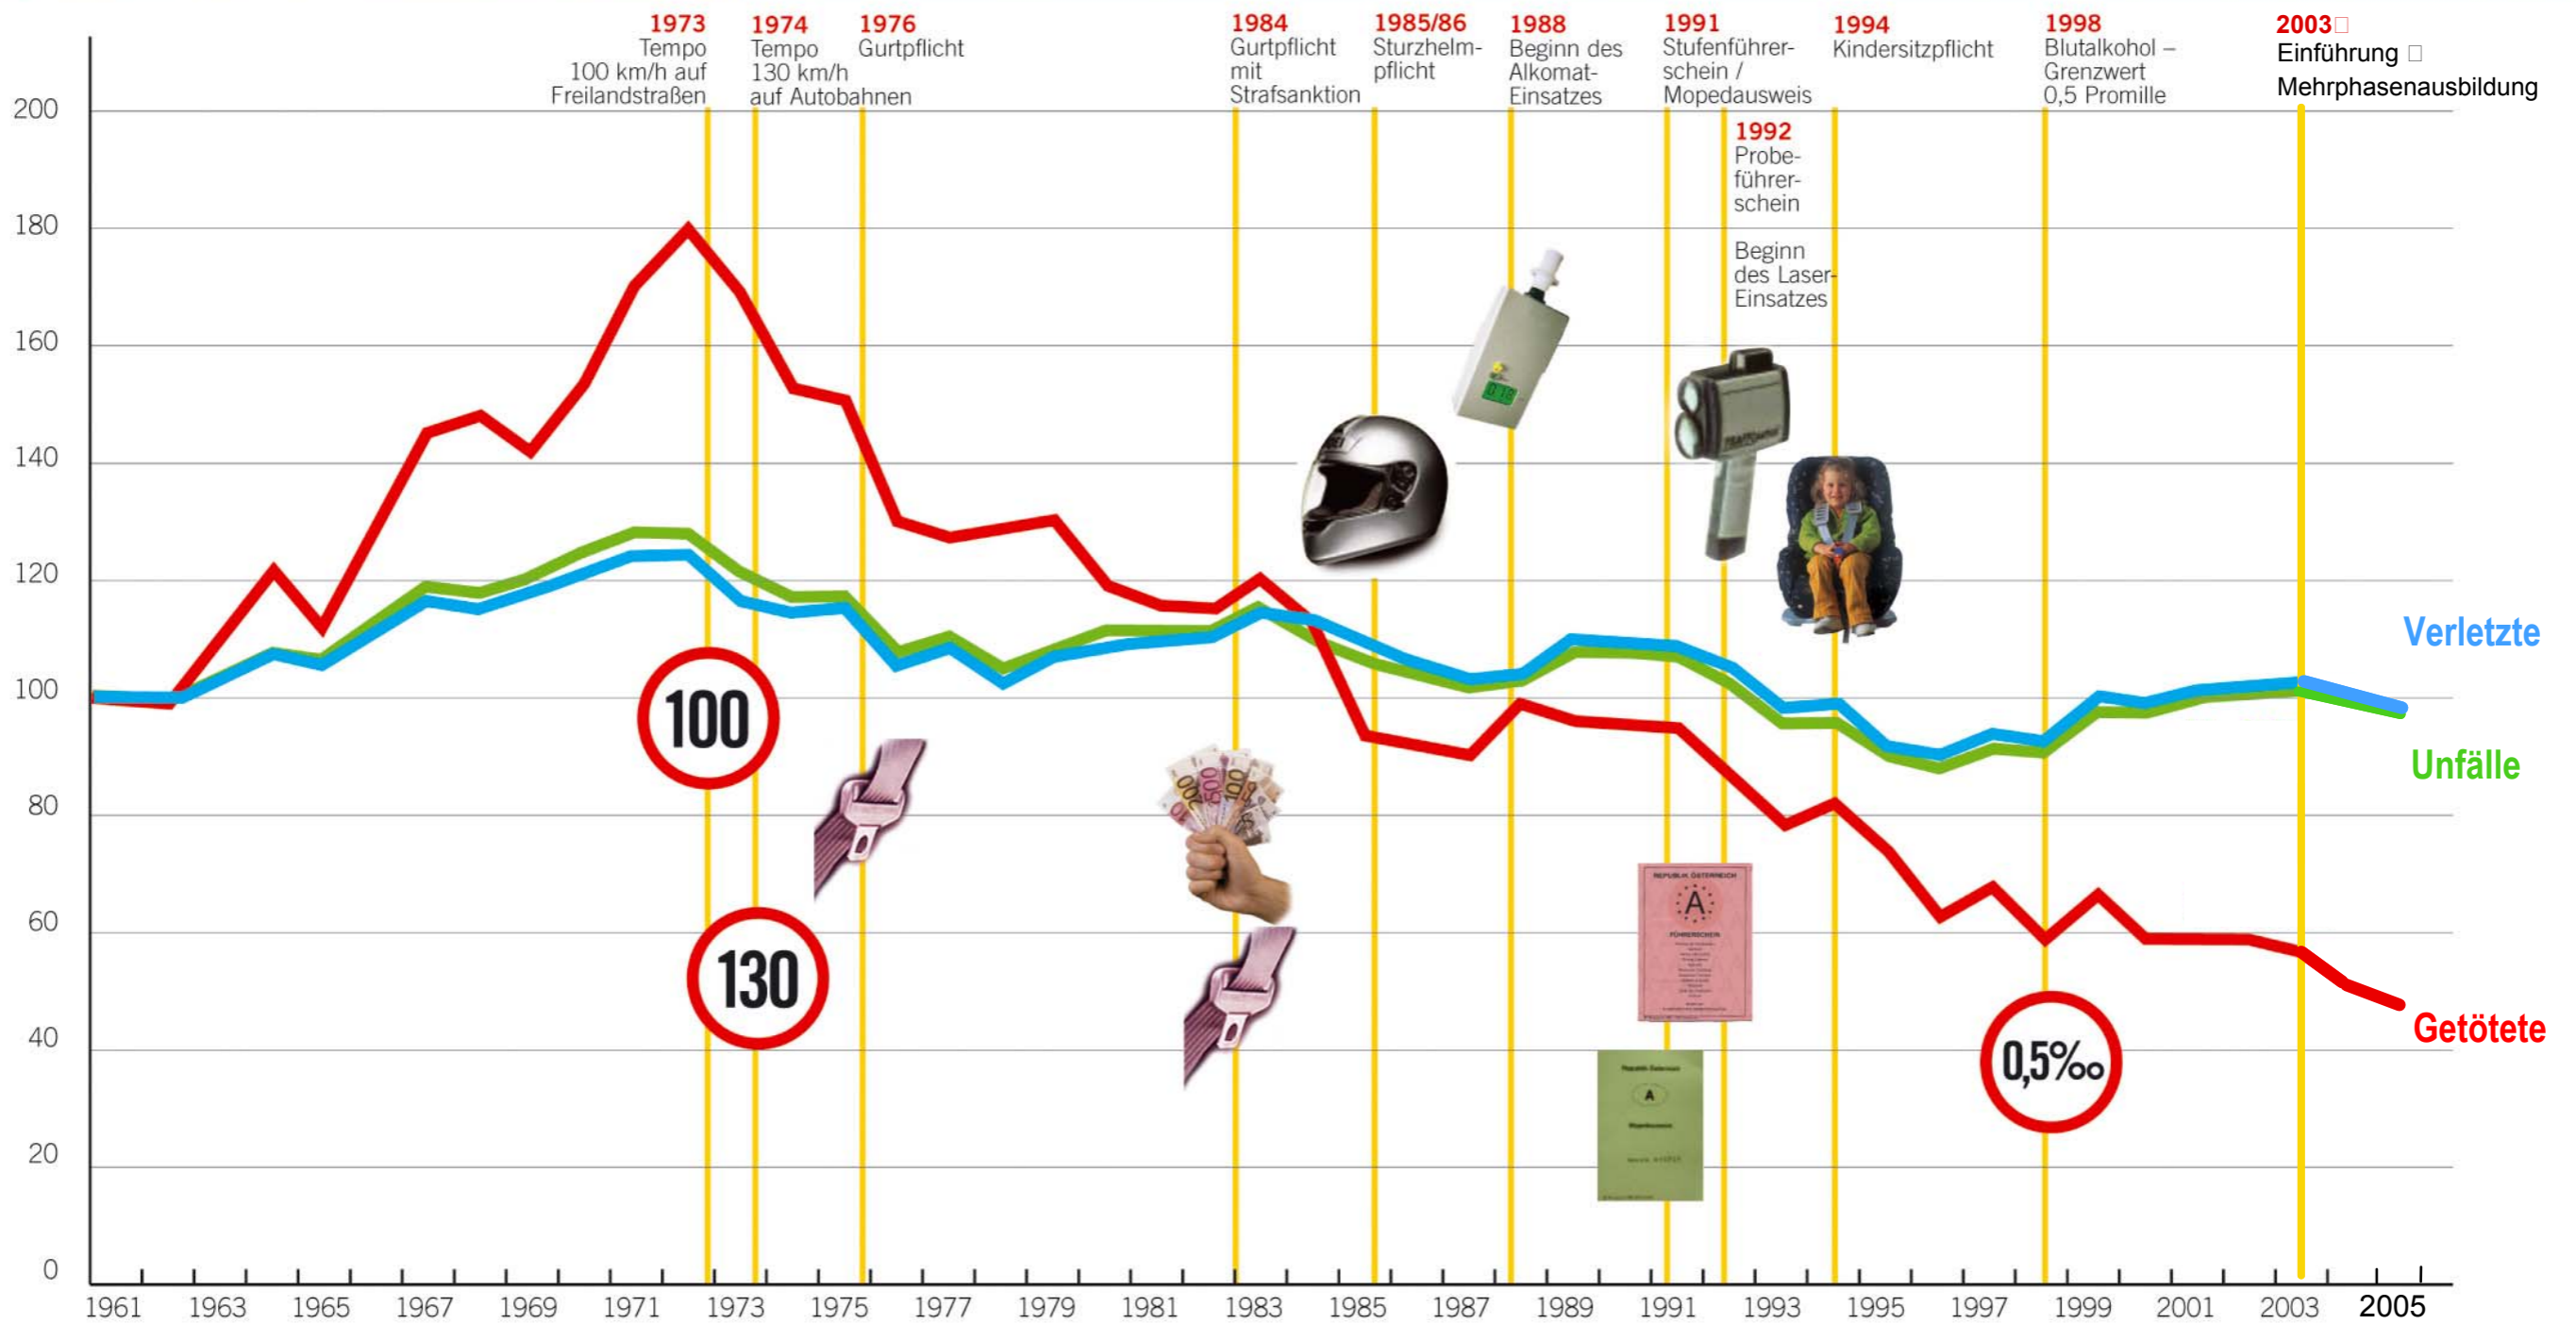 1973
Tempo
100 km/h auf
Freilandstraßen
1974
Tempo
130 km/h
auf Autobahnen
1976
Gurtpflicht
1984
Gurtpflicht
mit
Strafsanktion
1985/86
Sturzhelm-
pflicht
1988
Beginn des
Alkomat-
Einsatzes
1991
Stufenführer-
schein /
Mopedausweis
1992
Probe-
führer-
schein
Beginn
des Laser-
Einsatzes
1994
Kindersitzpflicht
1998
Blutalkohol –
Grenzwert
0,5 Promille
2003
Einführung
Mehrphasenausbildung
200
180
160
140
120
100
80
60
40
20
0
100
130
0,5‰
REPUBLIK ÖSTERREICH
A
FÜHRERSCHEIN
A
Verletzte
Unfälle
Getötete
1961 1963 1965 1967 1969 1971 1973 1975 1977 1979 1981 1983 1985 1987 1989 1991 1993 1995 1997 1999 2001 2003 2005